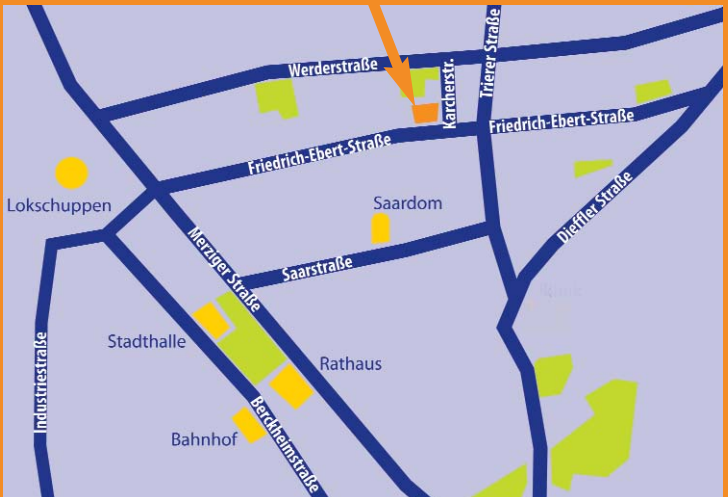 Werderstraße
Karcherstr.
Trierer Straße
Friedrich-Ebert-Straße
Friedrich-Ebert-Straße
Lokschuppen
Saardom
Dieffler Straße
Merziger Straße
Saarstraße
Stadthalle
Rathaus
Industriestraße
Berckheimstraße
Bahnhof